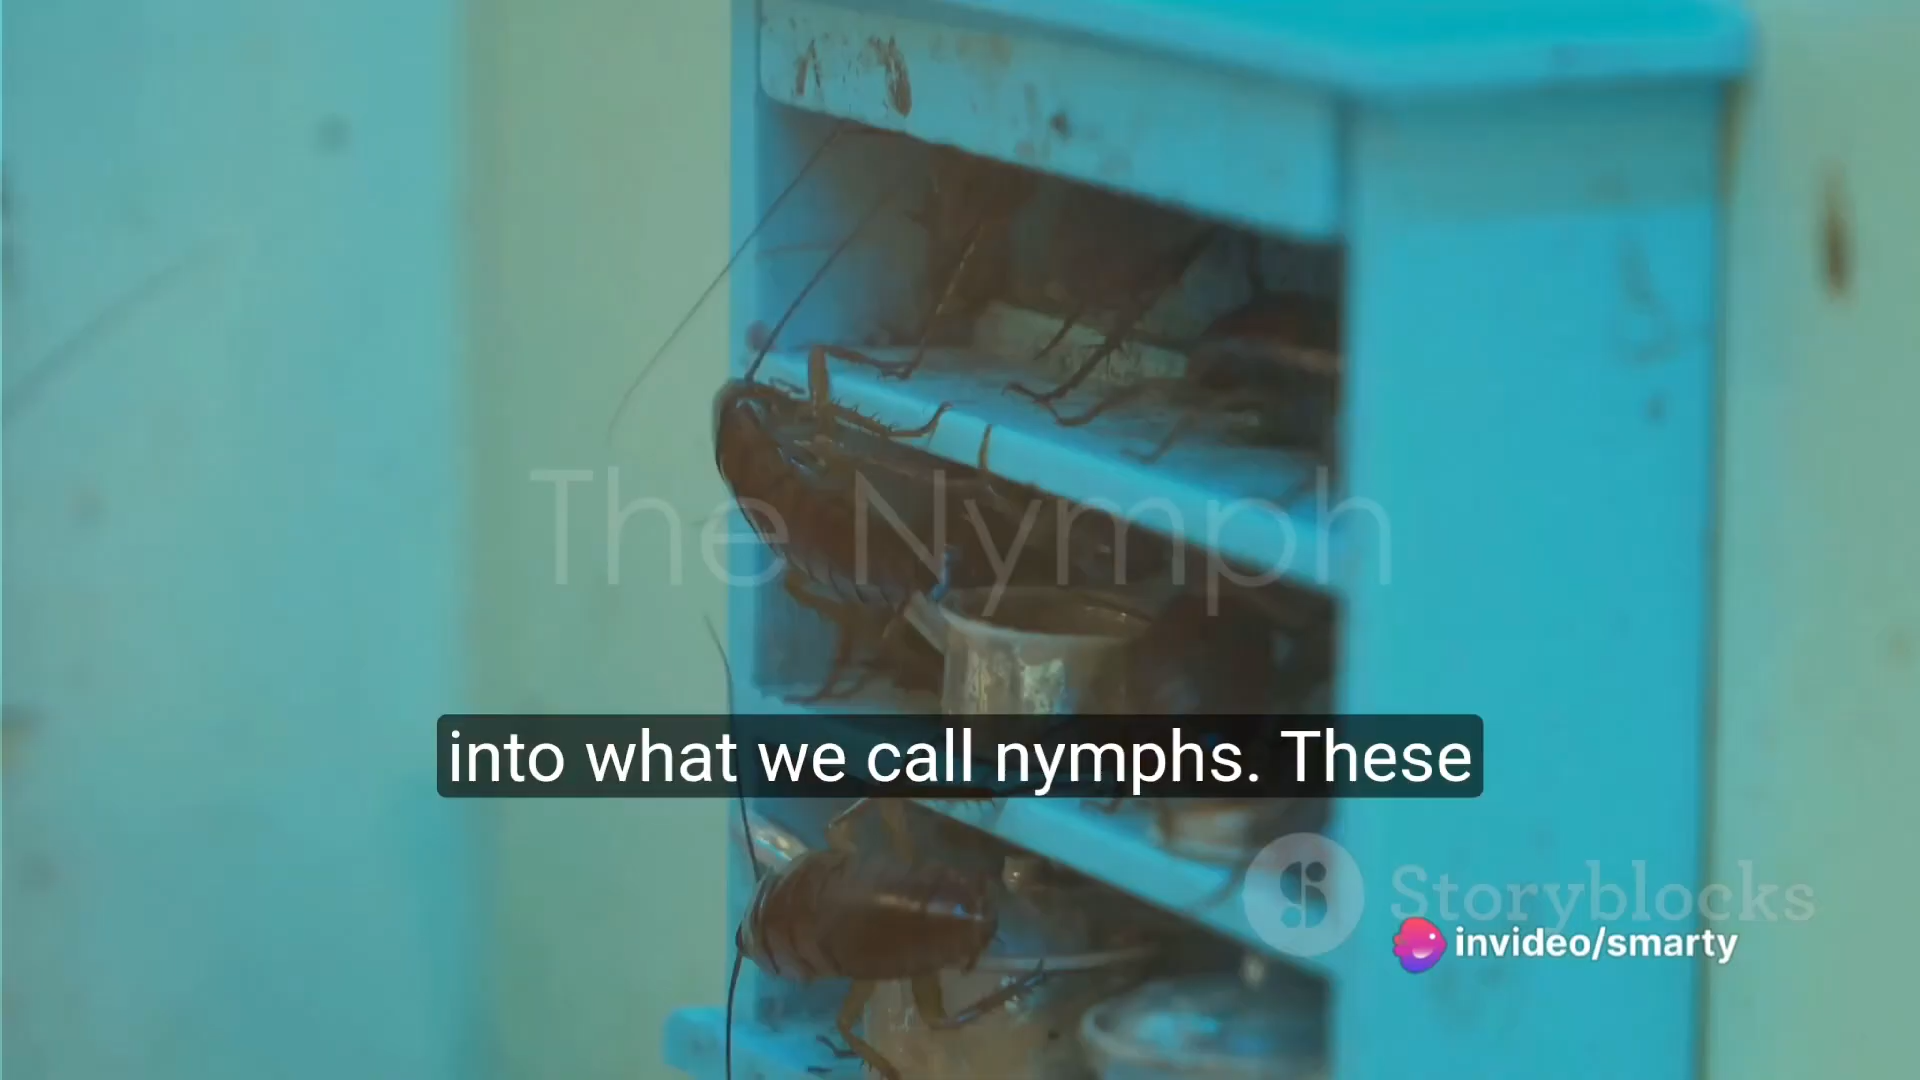 The Nymph
into what we call nymphs. These
Storyblocks
invideo/smarty